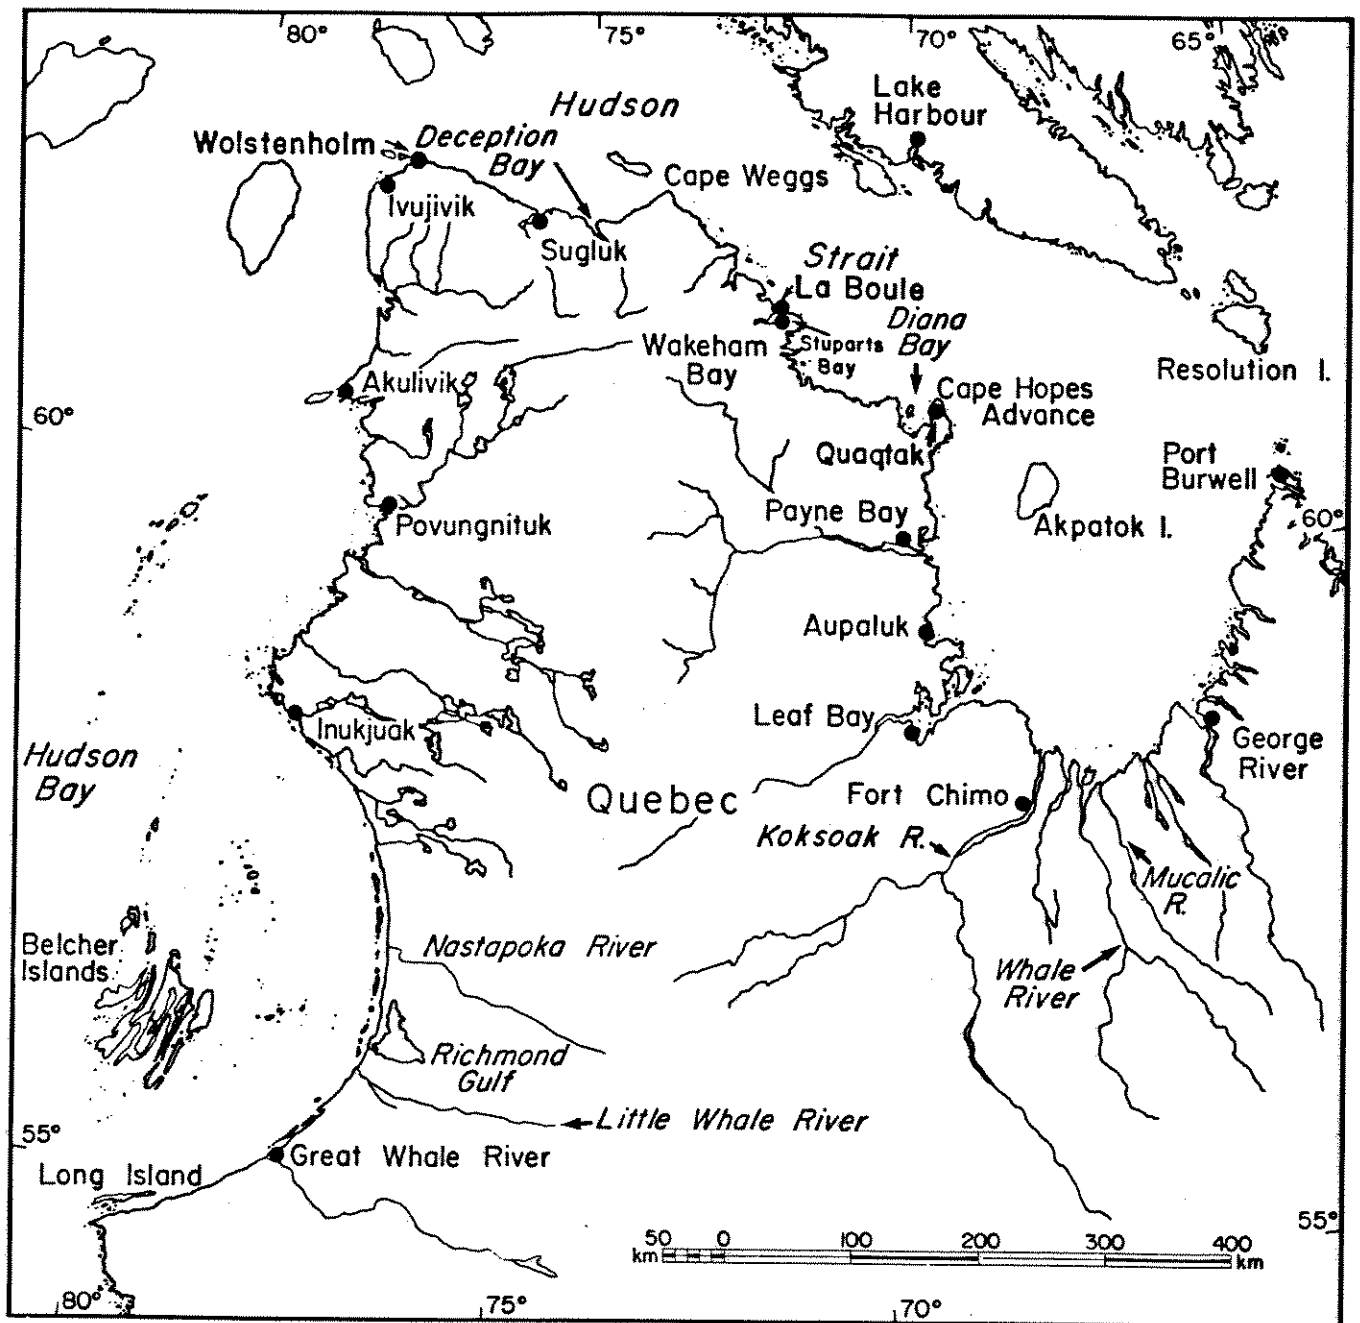 80°
75°
70°
65°
Hudson
Lake
Harbour
Wolstenholm
Deception
Bay
Cape Weggs
Ivujivik
Sugluk
Strait
La Boule
Diana
Bay
Wakeham
Bay
Stuparts
Bay
Resolution I.
Akulivik
Cape Hopes
Advance
60°
Quaqtak
Port
Burwell
Povungnituk
Payne Bay
Akpatok I.
60°
Aupaluk
Leaf Bay
Inukjuak
George
River
Hudson
Bay
Quebec
Fort Chimo
Koksoak R.
Mucalic
R.
Belcher
Islands
Nastapoka River
Whale
River
Richmond
Gulf
Little Whale River
55°
Great Whale River
Long Island
55°
50 0 100 200 300 400
km km
80°
75°
70°